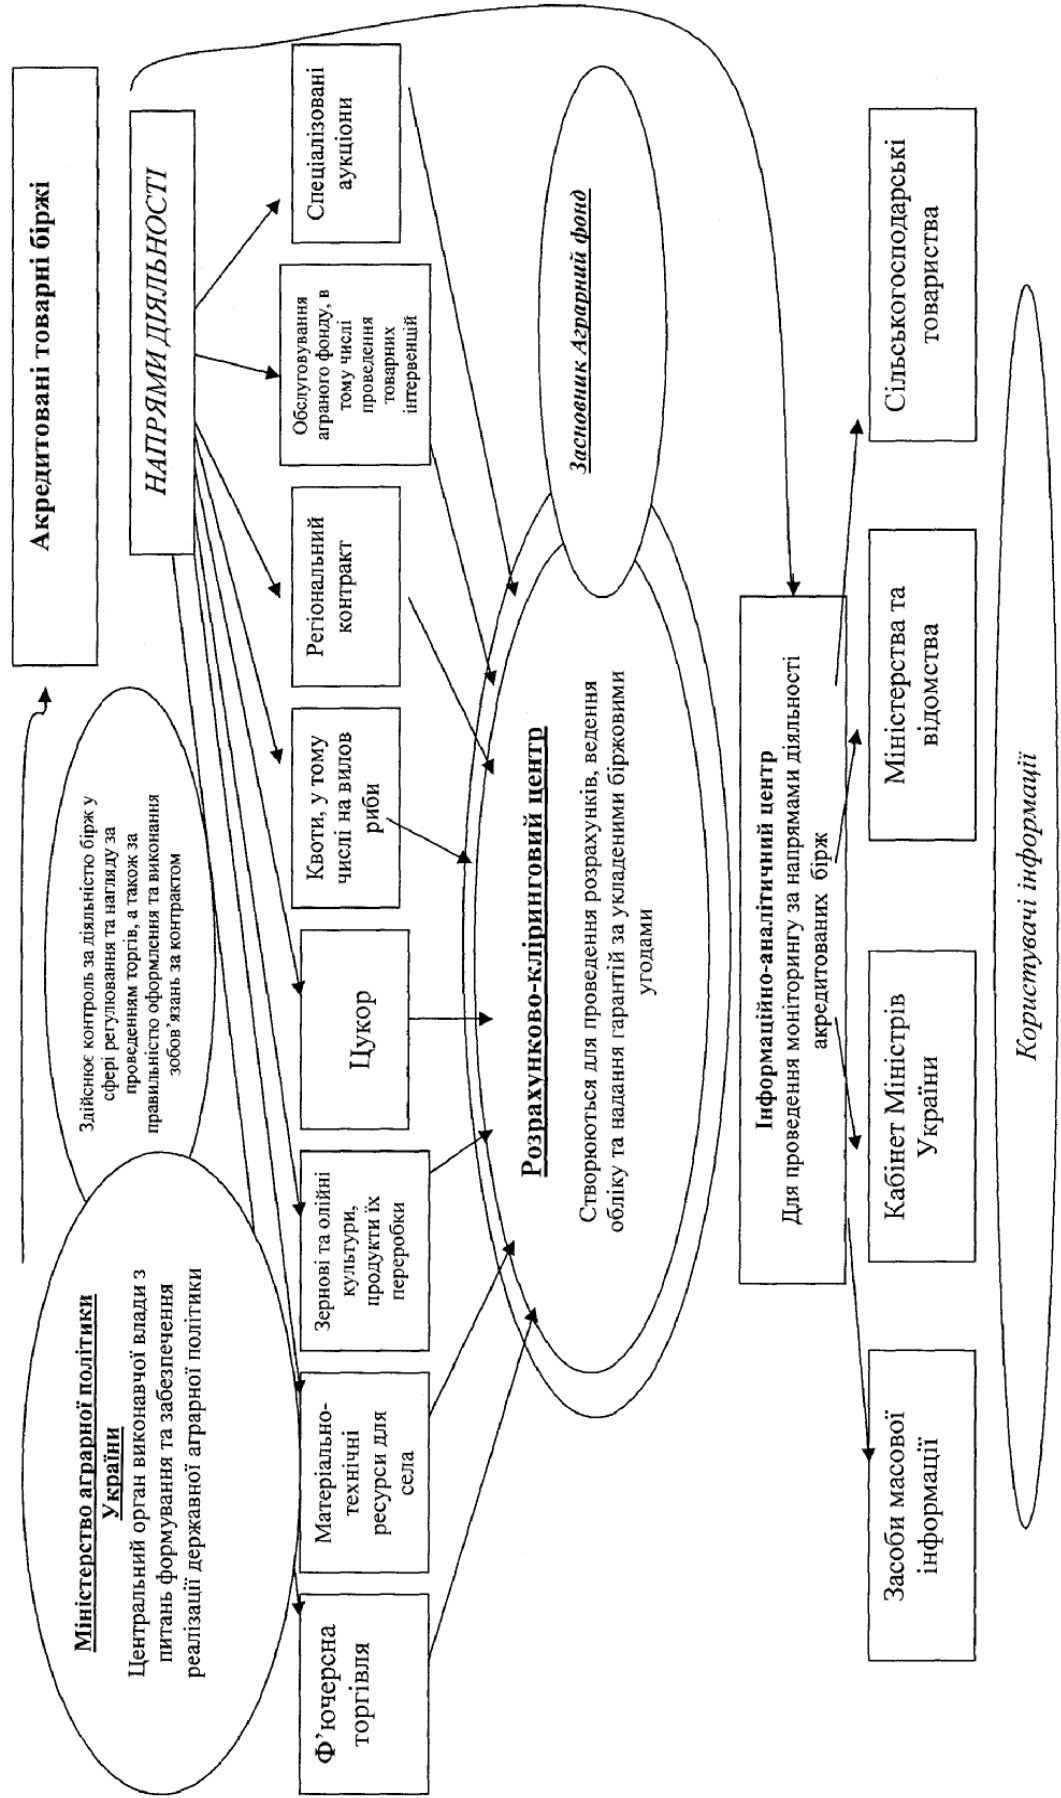 Міністерство аграрної політики
України
Центральний орган виконавчої влади з
питань формування та забезпечення
реалізації державної аграрної політики
Здійснює контроль за діяльністю бірж у
сфері регулювання та нагляду за
проведенням торгів, а також за
правильністю оформлення та виконання
зобов’язань за контрактом
Акредитовані товарні біржі
НАПРЯМИ ДІЯЛЬНОСТІ
Ф’ючерсна
торгівля
Матеріально-
технічні
ресурси для
села
Зернові та олійні
культури,
продукти їх
переробки
Цукор
Квоти, у тому
числі на вилов
риби
Регіональний
контракт
Обслуговування
аграного фонду, в
тому числі
проведення
товарних
інтервенцій
Спеціалізовані
аукціони
Розрахунково-кліринговий центр
Створюються для проведення розрахунків, ведення
обліку та надання гарантій за укладеними біржовими
угодами
Засновник Аграрний фонд
Інформаційно-аналітичний центр
Для проведення моніторингу за напрямами діяльності
акредитованих бірж
Засоби масової
інформації
Кабінет Міністрів
України
Міністерства та
відомства
Сільськогосподарські
товариства
Користувачі інформації